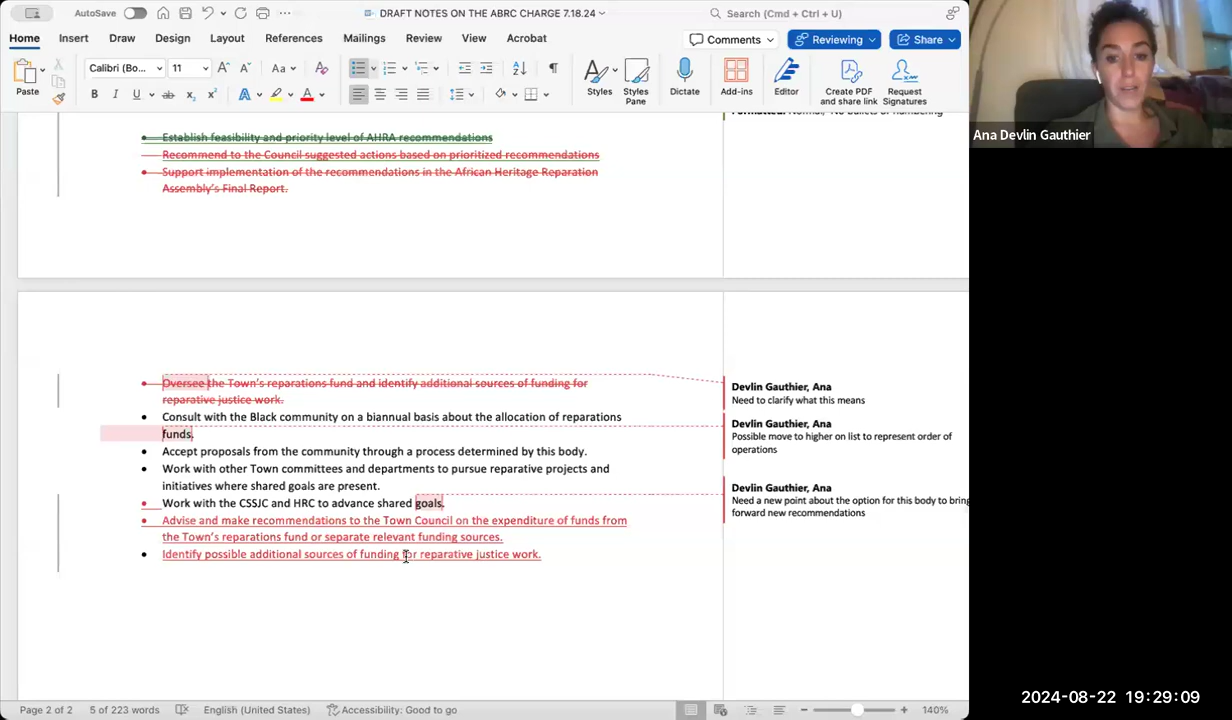 AutoSave
DRAFT NOTES ON THE ABRC CHARGE 7.18.24
Search (Cmd + Ctrl + U)
Home Insert Draw Design Layout References Mailings Review View Acrobat Comments Reviewing Share
Calibri (Bo... 11
Paste Styles Styles Pane Dictate Add-ins Editor Create PDF and share link Request Signatures
Ana Devlin Gauthier
Establish feasibility and priority level of AHRA recommendations
Recommend to the Council suggested actions based on prioritized recommendations
Support implementation of the recommendations in the African Heritage Reparation
Assembly's Final Report.
Oversee the Town's reparations fund and identify additional sources of funding for
reparative justice work.
Consult with the Black community on a biannual basis about the allocation of reparations
funds.
Accept proposals from the community through a process determined by this body.
Work with other Town committees and departments to pursue reparative projects and
initiatives where shared goals are present.
Work with the CSSJC and HRC to advance shared goals.
Advise and make recommendations to the Town Council on the expenditure of funds from
the Town's reparations fund or separate relevant funding sources.
Identify possible additional sources of funding for reparative justice work.
Devlin Gauthier, Ana
Need to clarify what this means
Devlin Gauthier, Ana
Possible move to higher on list to represent order of
operations
Devlin Gauthier, Ana
Need a new point about the option for this body to bring
forward new recommendations
2024-08-22 19:29:09
Page 2 of 2 5 of 223 words English (United States) Accessibility: Good to go 140%